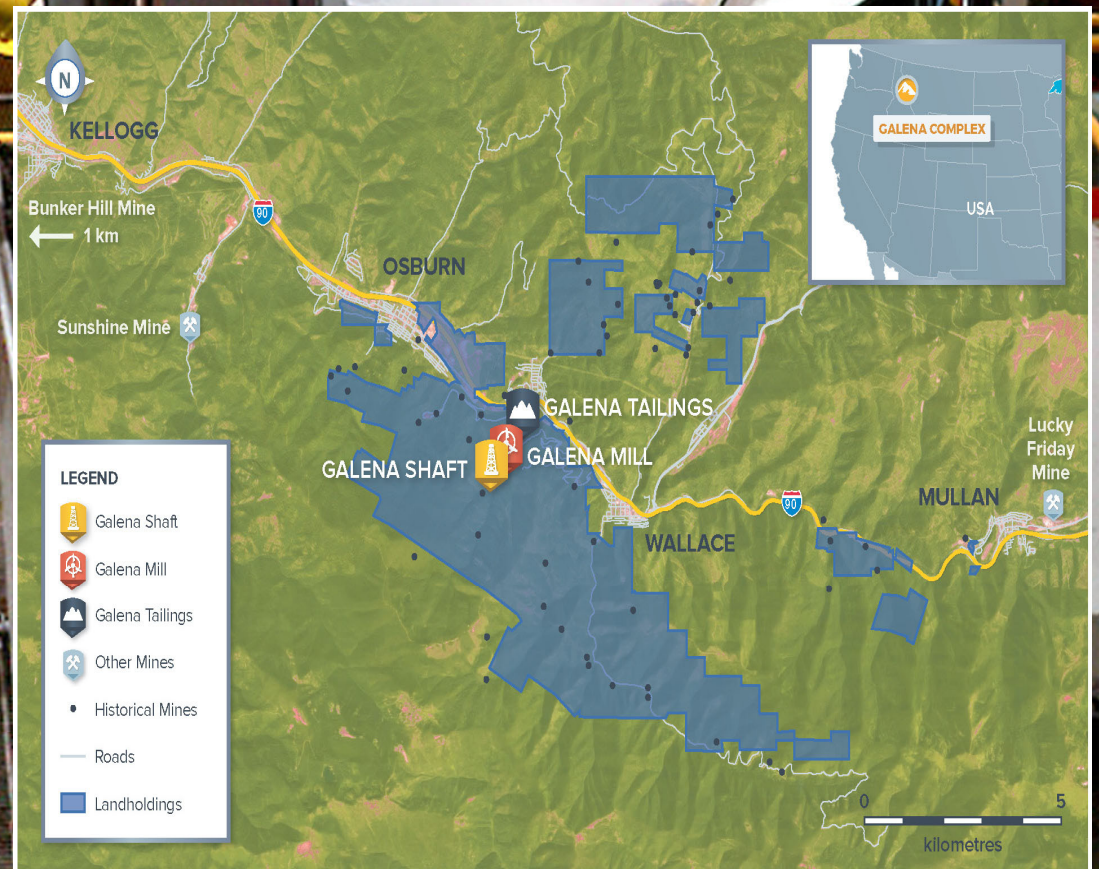 N
KELLOGG
Bunker Hill Mine
1 km
90
OSBURN
Sunshine Mine
GALENA COMPLEX
USA
GALENA TAILINGS
GALENA SHAFT
GALENA MILL
Lucky
Friday
Mine
90
MULLAN
WALLACE
LEGEND
Galena Shaft
Galena Mill
Galena Tailings
Other Mines
Historical Mines
Roads
Landholdings
0 5
kilometres